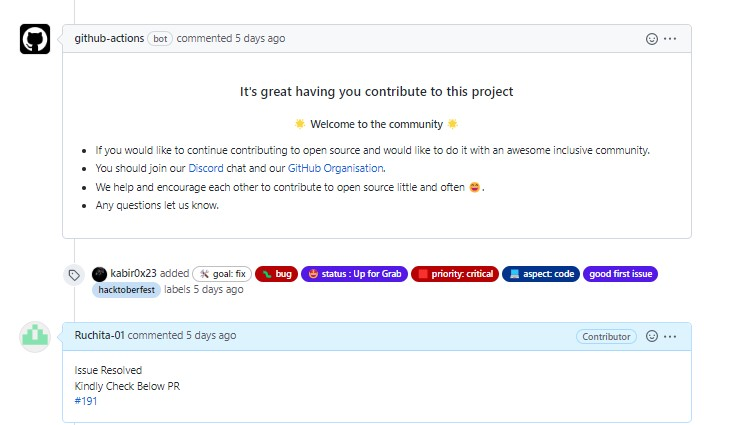 github-actions bot commented 5 days ago
It's great having you contribute to this project
🌟 Welcome to the community 🌟
• If you would like to continue contributing to open source and would like to do it with an awesome inclusive community.
• You should join our Discord chat and our GitHub Organisation.
• We help and encourage each other to contribute to open source little and often 😄.
• Any questions let us know.
kabir0x23 added 🛠 goal: fix 🐛 bug 🤩 status : Up for Grab 🟥 priority: critical 💻 aspect: code good first issue
hacktoberfest labels 5 days ago
Ruchita-01 commented 5 days ago Contributor
Issue Resolved
Kindly Check Below PR
#191